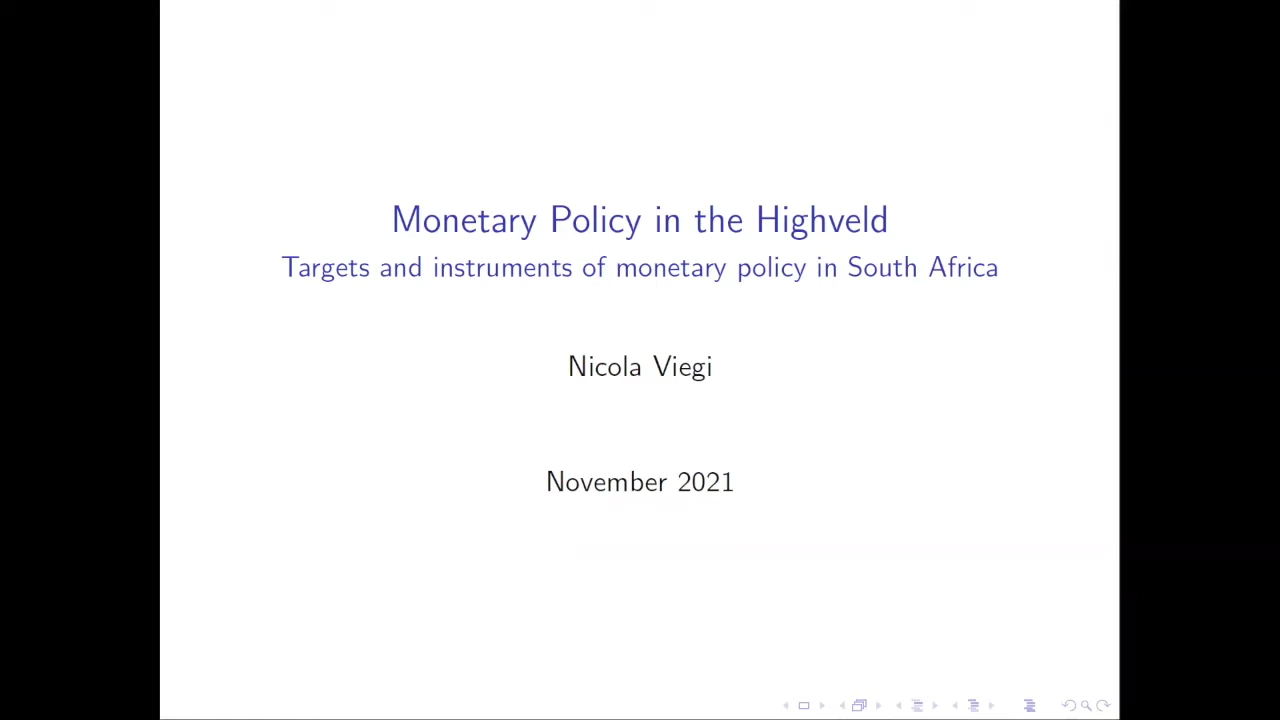 Monetary Policy in the Highveld
Targets and instruments of monetary policy in South Africa
Nicola Viegi
November 2021